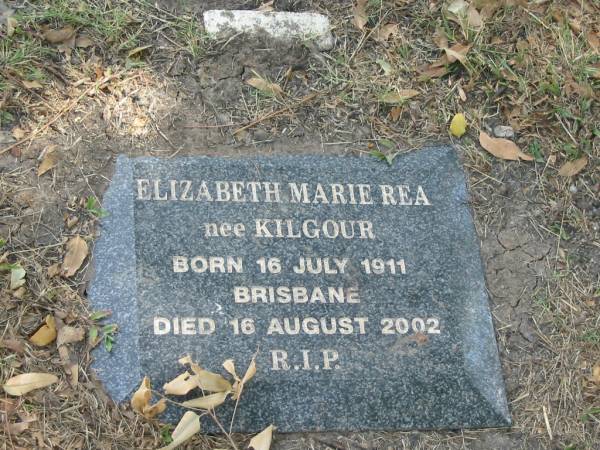 ELIZABETH MARIE REA
nee KILGOUR
BORN 16 JULY 1911
BRISBANE
DIED 16 AUGUST 2002
R.I.P.